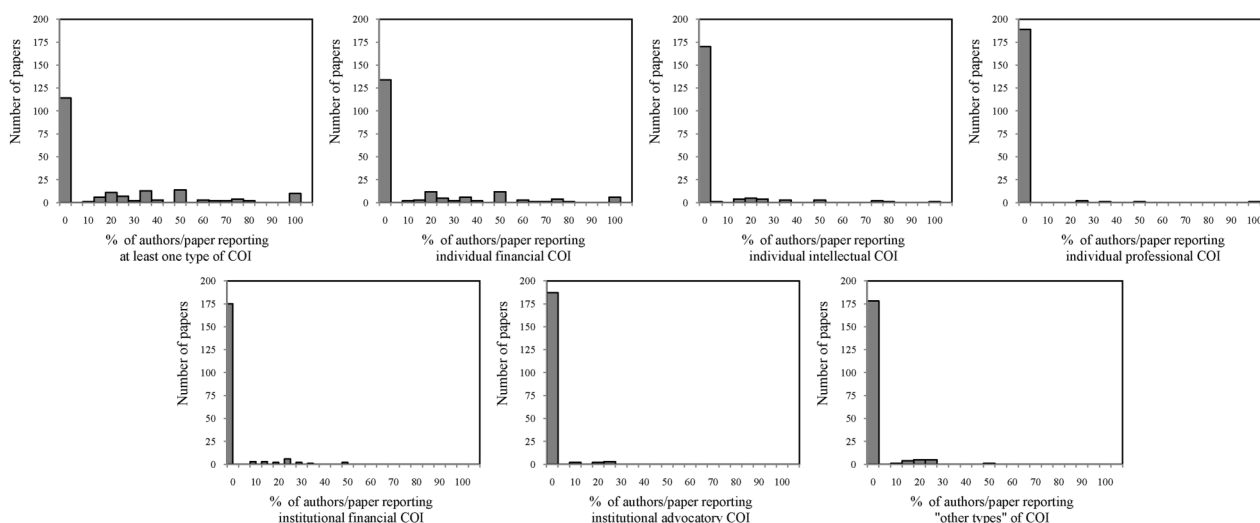 200
175
150
125
100
75
50
25
0
Number of papers
0 10 20 30 40 50 60 70 80 90 100
% of authors/paper reporting
at least one type of COI
200
175
150
125
100
75
50
25
0
Number of papers
0 10 20 30 40 50 60 70 80 90 100
% of authors/paper reporting
individual financial COI
200
175
150
125
100
75
50
25
0
Number of papers
0 10 20 30 40 50 60 70 80 90 100
% of authors/paper reporting
individual intellectual COI
200
175
150
125
100
75
50
25
0
Number of papers
0 10 20 30 40 50 60 70 80 90 100
% of authors/paper reporting
individual professional COI
200
175
150
125
100
75
50
25
0
Number of papers
0 10 20 30 40 50 60 70 80 90 100
% of authors/paper reporting
institutional financial COI
200
175
150
125
100
75
50
25
0
Number of papers
0 10 20 30 40 50 60 70 80 90 100
% of authors/paper reporting
institutional advocatory COI
200
175
150
125
100
75
50
25
0
Number of papers
0 10 20 30 40 50 60 70 80 90 100
% of authors/paper reporting
"other types" of COI